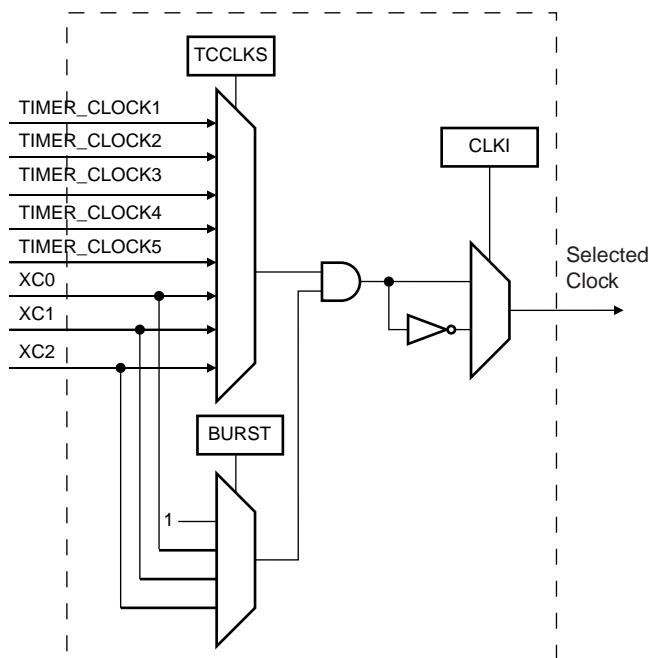 TCCLKS
TIMER_CLOCK1
TIMER_CLOCK2
TIMER_CLOCK3
TIMER_CLOCK4
TIMER_CLOCK5
XC0
XC1
XC2
CLKI
Selected
Clock
BURST
1